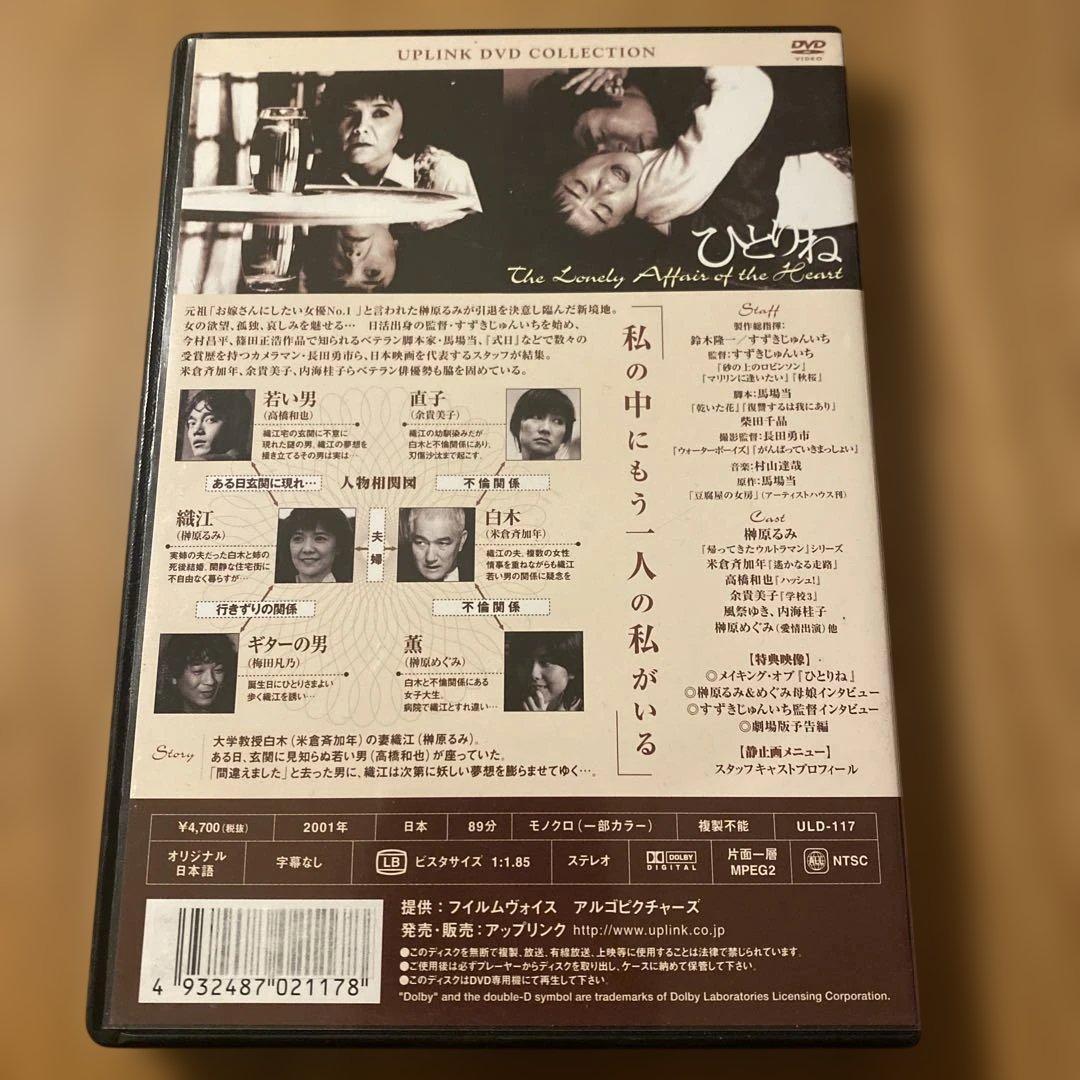 UPLINK DVD COLLECTION
DVD
VIDEO
ひとりね
The Lonely Affair of the Heart
元祖「お嫁さんにしたい女優No.1」と言われた榊原るみが引退を決意し臨んだ新境地。
女の欲望、孤独、哀しみを魅せる… 日活出身の監督・すずきじゅんいちを始め、
今村昌平、篠田正浩作品で知られるベテラン脚本家・馬場当、『式日』などで数々の
受賞歴を持つカメラマン・長田勇市ら、日本映画を代表するスタッフが結集。
米倉斉加年、余貴美子、内海桂子らベテラン俳優勢も脇を固めている。
若い男
(高橋和也)
織江宅の玄関に不意に
現れた謎の男。織江の夢想を
掻き立てるその男は実は…
直子
(余貴美子)
織江の幼馴染みだが
白木と不倫関係にあり、
刃傷沙汰まで起こす。
ある日玄関に現れ…
人物相関図
不倫関係
織江
(榊原るみ)
実姉の夫だった白木と姉の
死後結婚。閑静な住宅街に
不自由なく暮らすが…
夫婦
白木
(米倉斉加年)
織江の夫。複数の女性
情事を重ねながらも織江
若い男の関係に疑念を
行きずりの関係
不倫関係
ギターの男
(梅田凡乃)
誕生日にひとりさまよい
歩く織江を誘い…
薫
(榊原めぐみ)
白木と不倫関係にある
女子大生。
病院で織江とすれ違い…
Story
大学教授白木(米倉斉加年)の妻織江(榊原るみ)。
ある日、玄関に見知らぬ若い男(高橋和也)が座っていた。
「間違えました」と去った男に、織江は次第に妖しい夢想を膨らませてゆく…。
「私の中にもう一人の私がいる」
Staff
製作総指揮:
鈴木隆一/すずきじゅんいち
監督:すずきじゅんいち
『砂の上のロビンソン』
『マリリンに逢いたい』『秋桜』
脚本:馬場当
『乾いた花』『復讐するは我にあり』
柴田千晶
撮影監督:長田勇市
『ウォーターボーイズ』『がんばっていきまっしょい』
音楽:村山達哉
原作:馬場当
「豆腐屋の女房」(アーティストハウス刊)
Cast
榊原るみ
『帰ってきたウルトラマン』シリーズ
米倉斉加年『遙かなる走路』
高橋和也『ハッシュ!』
余貴美子『学校3』
風祭ゆき、内海桂子
榊原めぐみ(愛情出演)他
【特典映像】
◎メイキング・オブ『ひとりね』
◎榊原るみ&めぐみ母娘インタビュー
◎すずきじゅんいち監督インタビュー
◎劇場版予告編
【静止画メニュー】
スタッフキャストプロフィール
¥4,700(税抜) 2001年 日本 89分 モノクロ(一部カラー) 複製不能 ULD-117
オリジナル
日本語
字幕なし LB ビスタサイズ 1:1.85 ステレオ
DOLBY
DIGITAL
片面一層
MPEG2
ALL NTSC
提供:フイルムヴォイス アルゴピクチャーズ
発売・販売:アップリンク http://www.uplink.co.jp
●このディスクを無断で複製、放送、有線放送、上映等に使用することは法律で禁じられています。
●ご使用後は必ずプレーヤーからディスクを取り出し、ケースに納めて保管して下さい。
●このディスクはDVD専用機にて再生して下さい。
"Dolby" and the double-D symbol are trademarks of Dolby Laboratories Licensing Corporation.
4 932487 021178